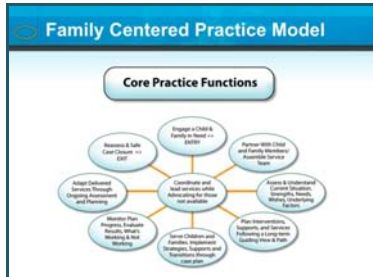 Family Centered Practice Model
Core Practice Functions
Engage a Child &
Family in Need =>
ENTRY
Partner With Child
and Family Members/
Assemble Service
Team
Assess & Understand
Current Situation,
Strengths, Needs,
Wishes, Underlying
Factors
Plan Interventions,
Supports, and Services
Following a Long-term
Guiding View & Path
Serve Children and
Families. Implement
Strategies, Supports and
Transitions through
case plan
Monitor Plan
Progress, Evaluate
Results, What's
Working & Not
Working
Adapt Delivered
Services Through
Ongoing Assessment
and Planning
Reassess & Safe
Case Closure =>
EXIT
Coordinate and
lead services while
Advocating for those
not available